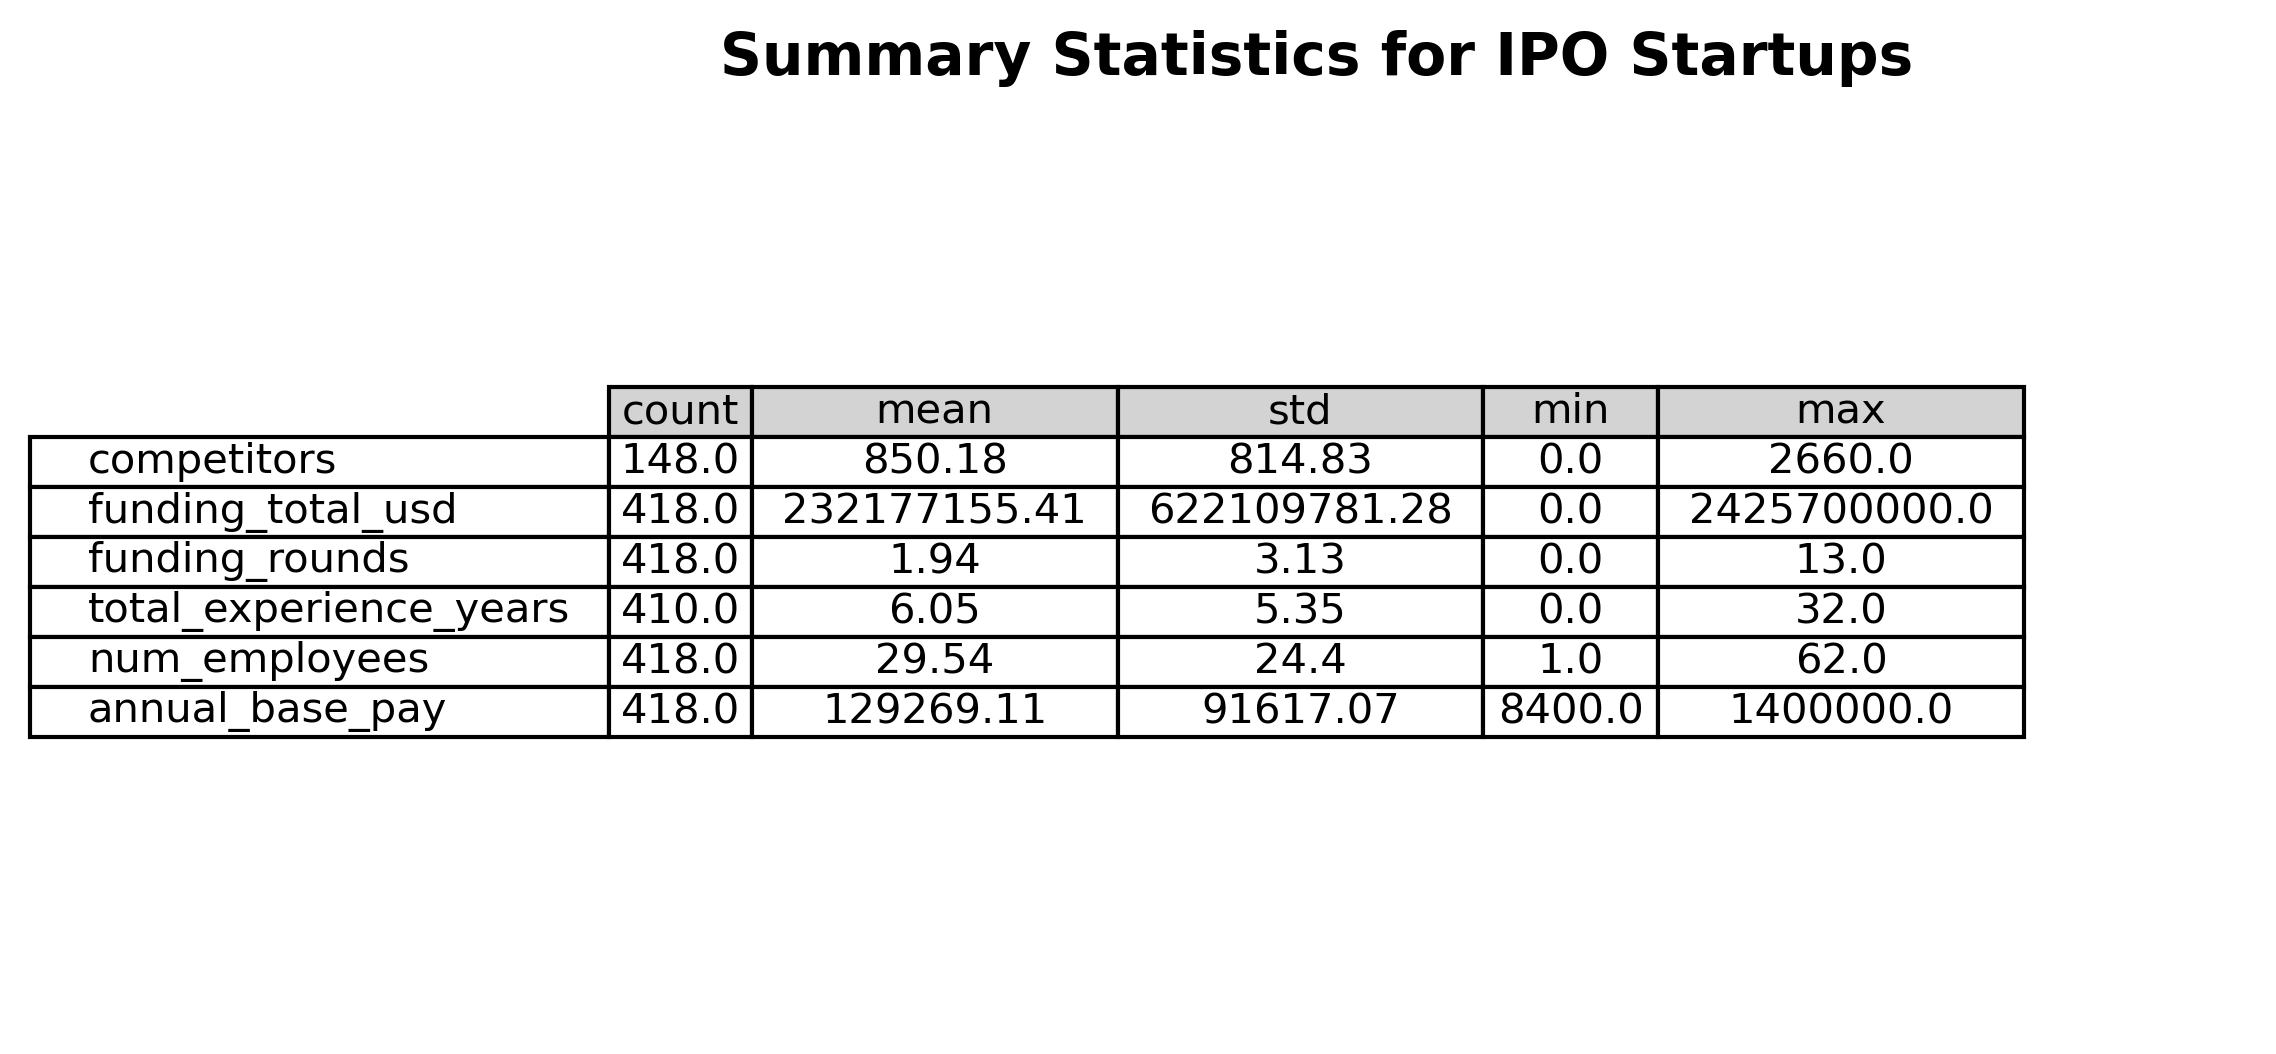 Summary Statistics for IPO Startups
count mean std min max
competitors 148.0 850.18 814.83 0.0 2660.0
funding_total_usd 418.0 232177155.41 622109781.28 0.0 2425700000.0
funding_rounds 418.0 1.94 3.13 0.0 13.0
total_experience_years 410.0 6.05 5.35 0.0 32.0
num_employees 418.0 29.54 24.4 1.0 62.0
annual_base_pay 418.0 129269.11 91617.07 8400.0 1400000.0